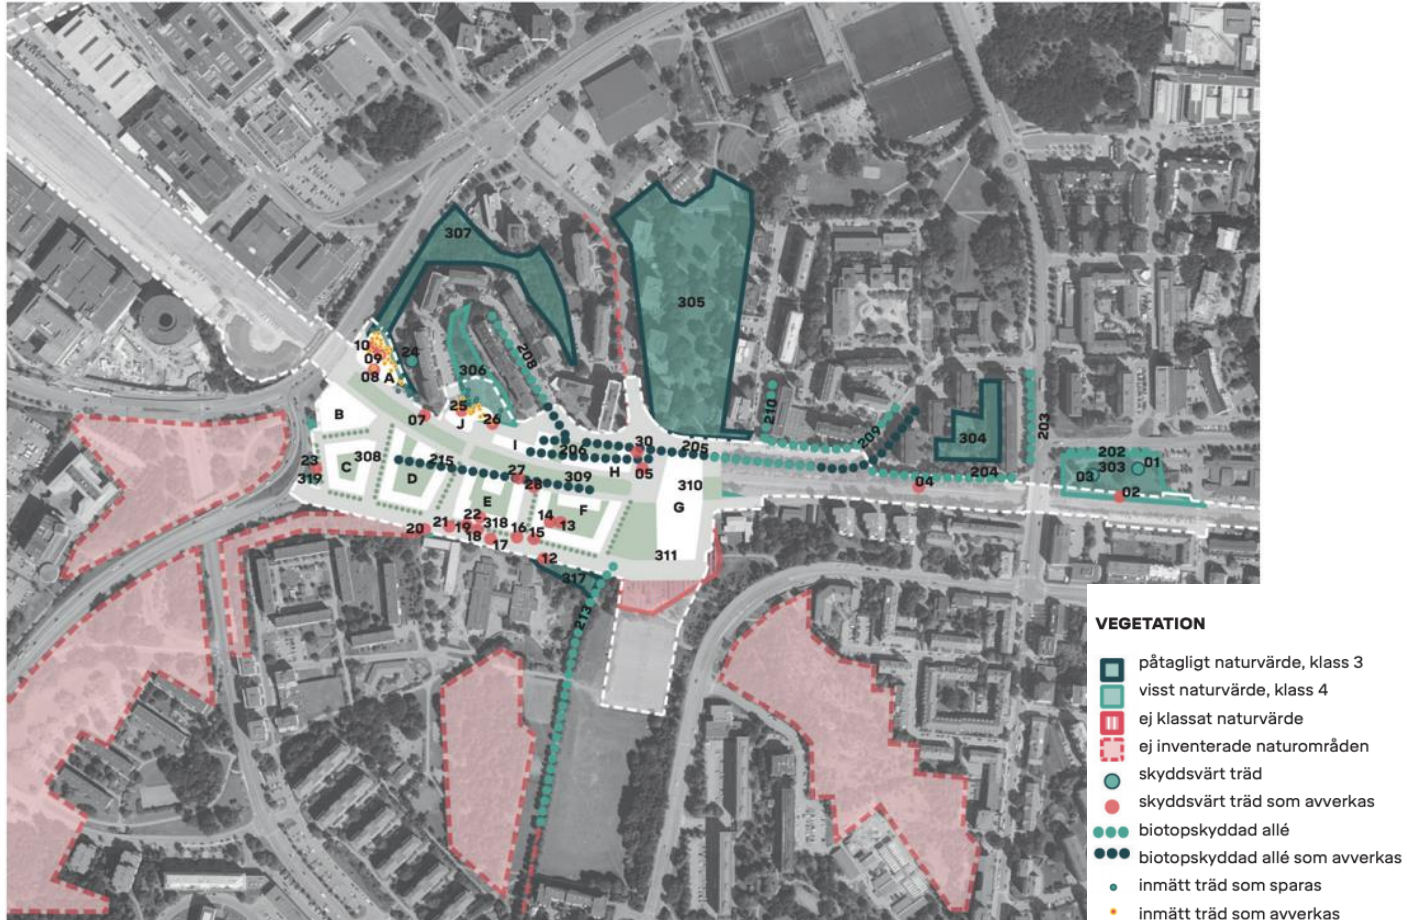 307
305
10
09
24
08
A
208
306
25
B
07
J
26
210
209
304
203
I
206
30
205
H
05
204
202
303
01
03
02
04
308
C
23
319
215
D
27
28
309
310
G
E
F
14
13
22
21
19
318
18
16
15
17
20
12
311
317
213
VEGETATION
påtagligt naturvärde, klass 3
visst naturvärde, klass 4
ej klassat naturvärde
ej inventerade naturområden
skyddsvärt träd
skyddsvärt träd som avverkas
biotopskyddad allé
biotopskyddad allé som avverkas
inmätt träd som sparas
inmätt träd som avverkas